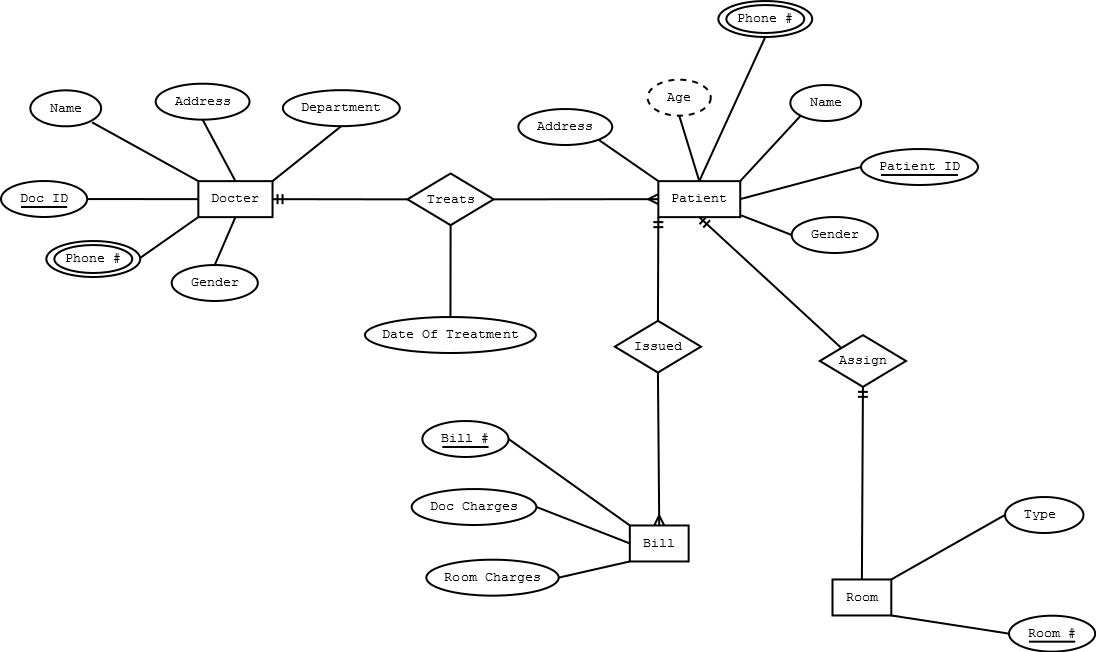 Phone #
Age
Name
Address
Department
Name
Address
Patient ID
Doc ID
Docter
Treats
Patient
Gender
Phone #
Gender
Date Of Treatment
Issued
Assign
Bill #
Doc Charges
Type
Bill
Room Charges
Room
Room #